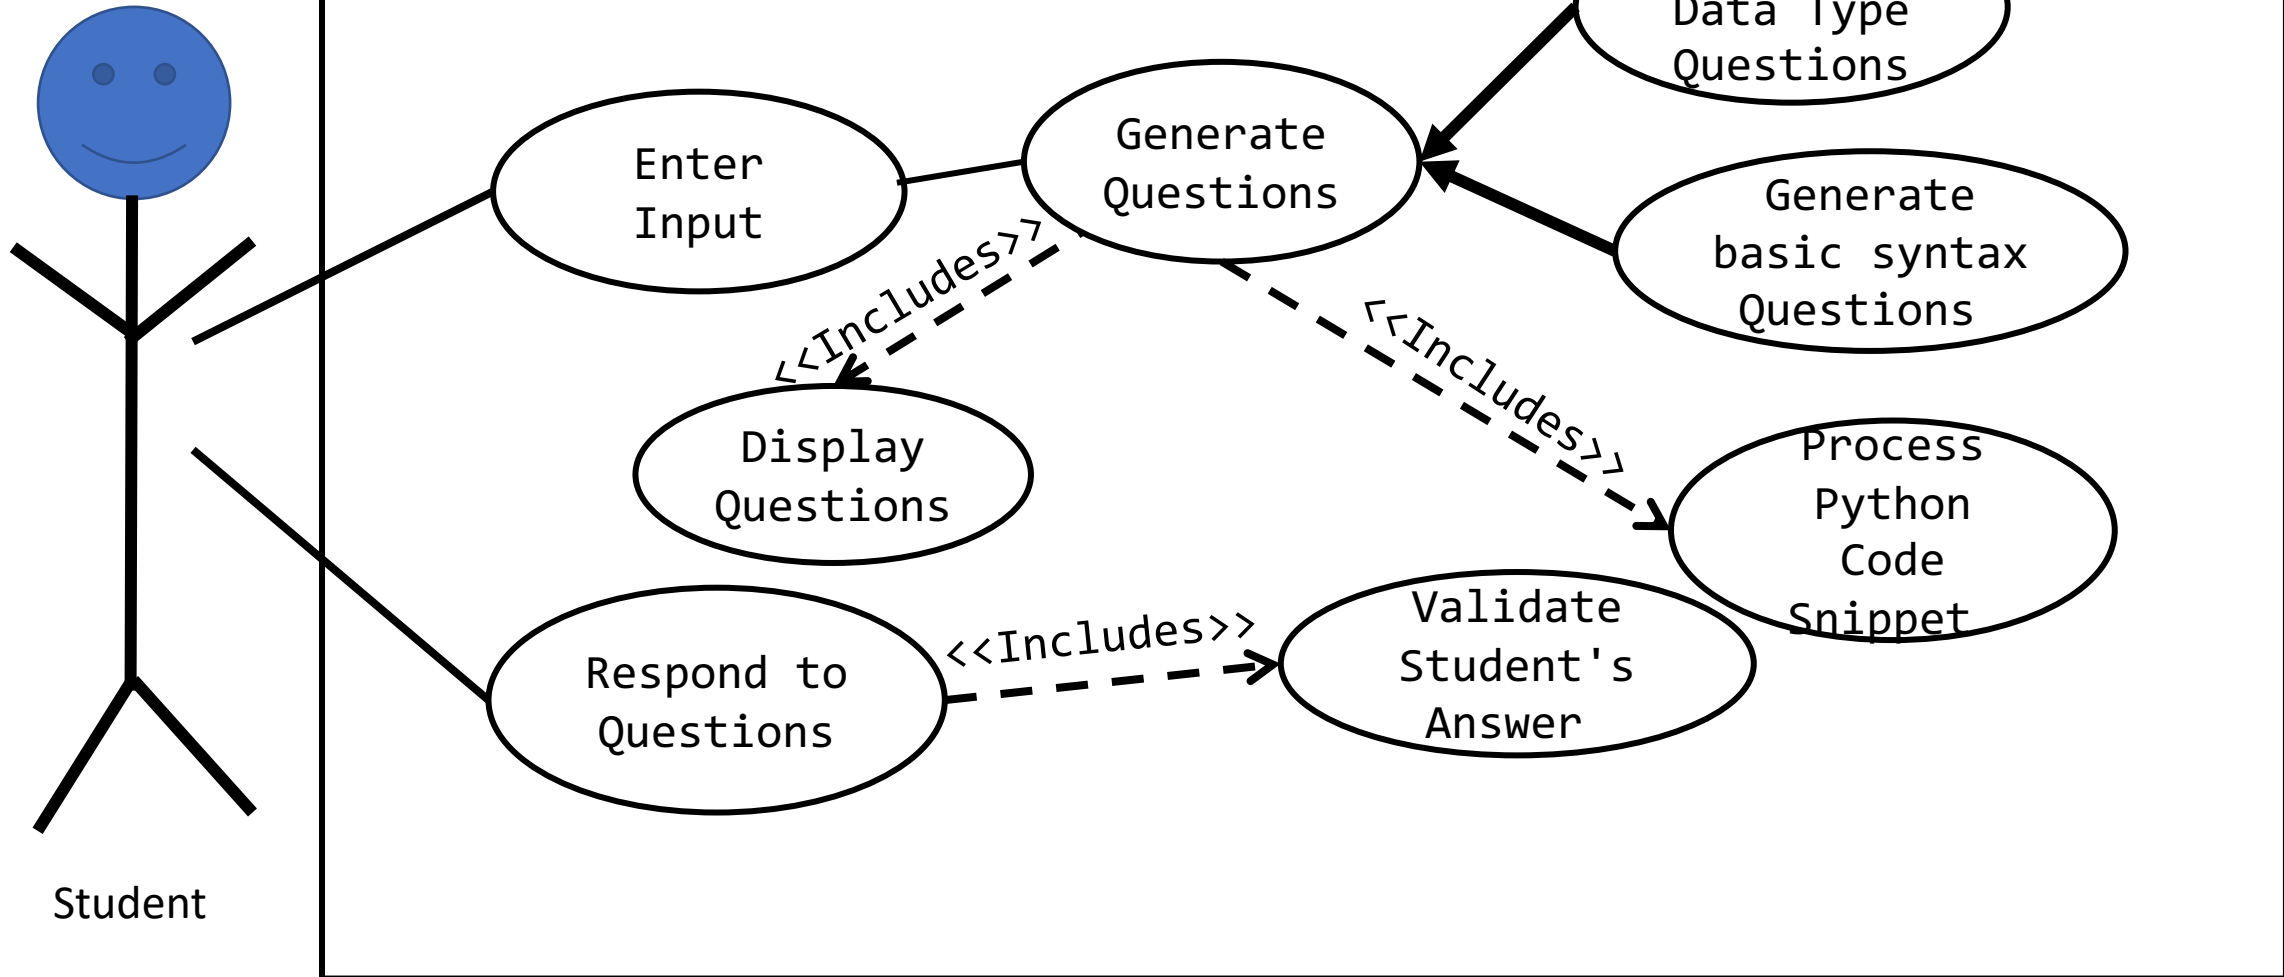 Data Type
Questions
Enter
Input
Generate
Questions
Generate
basic syntax
Questions
<<Includes>>
<<Includes>>
Display
Questions
Process
Python
Code
Snippet
Respond to
Questions
<<Includes>>
Validate
Student's
Answer
Student